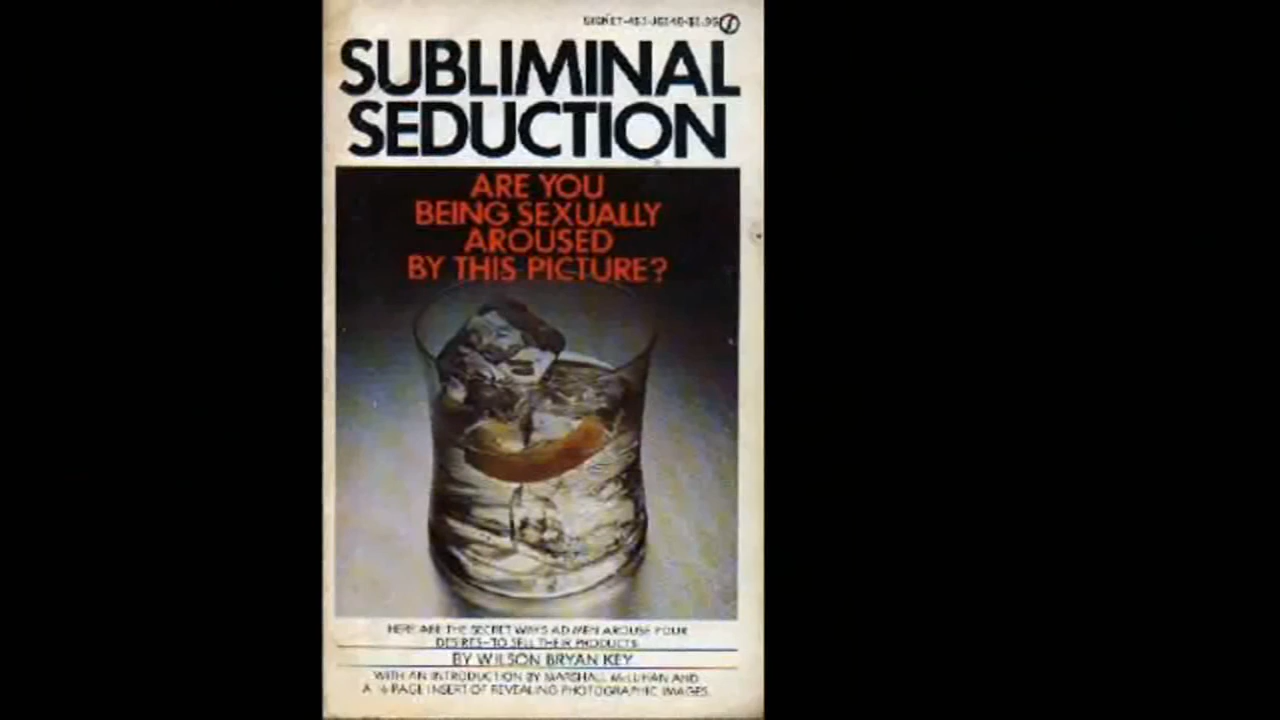 SUBLIMINAL
SEDUCTION
ARE YOU
BEING SEXUALLY
AROUSED
BY THIS PICTURE?
HERE ARE THE SECRET WAYS AD MEN AROUSE YOUR
DESIRES—TO SELL THEIR PRODUCTS
BY WILSON BRYAN KEY
WITH AN INTRODUCTION BY MARSHALL McLUHAN AND
A 16-PAGE INSERT OF REVEALING PHOTOGRAPHIC IMAGES.